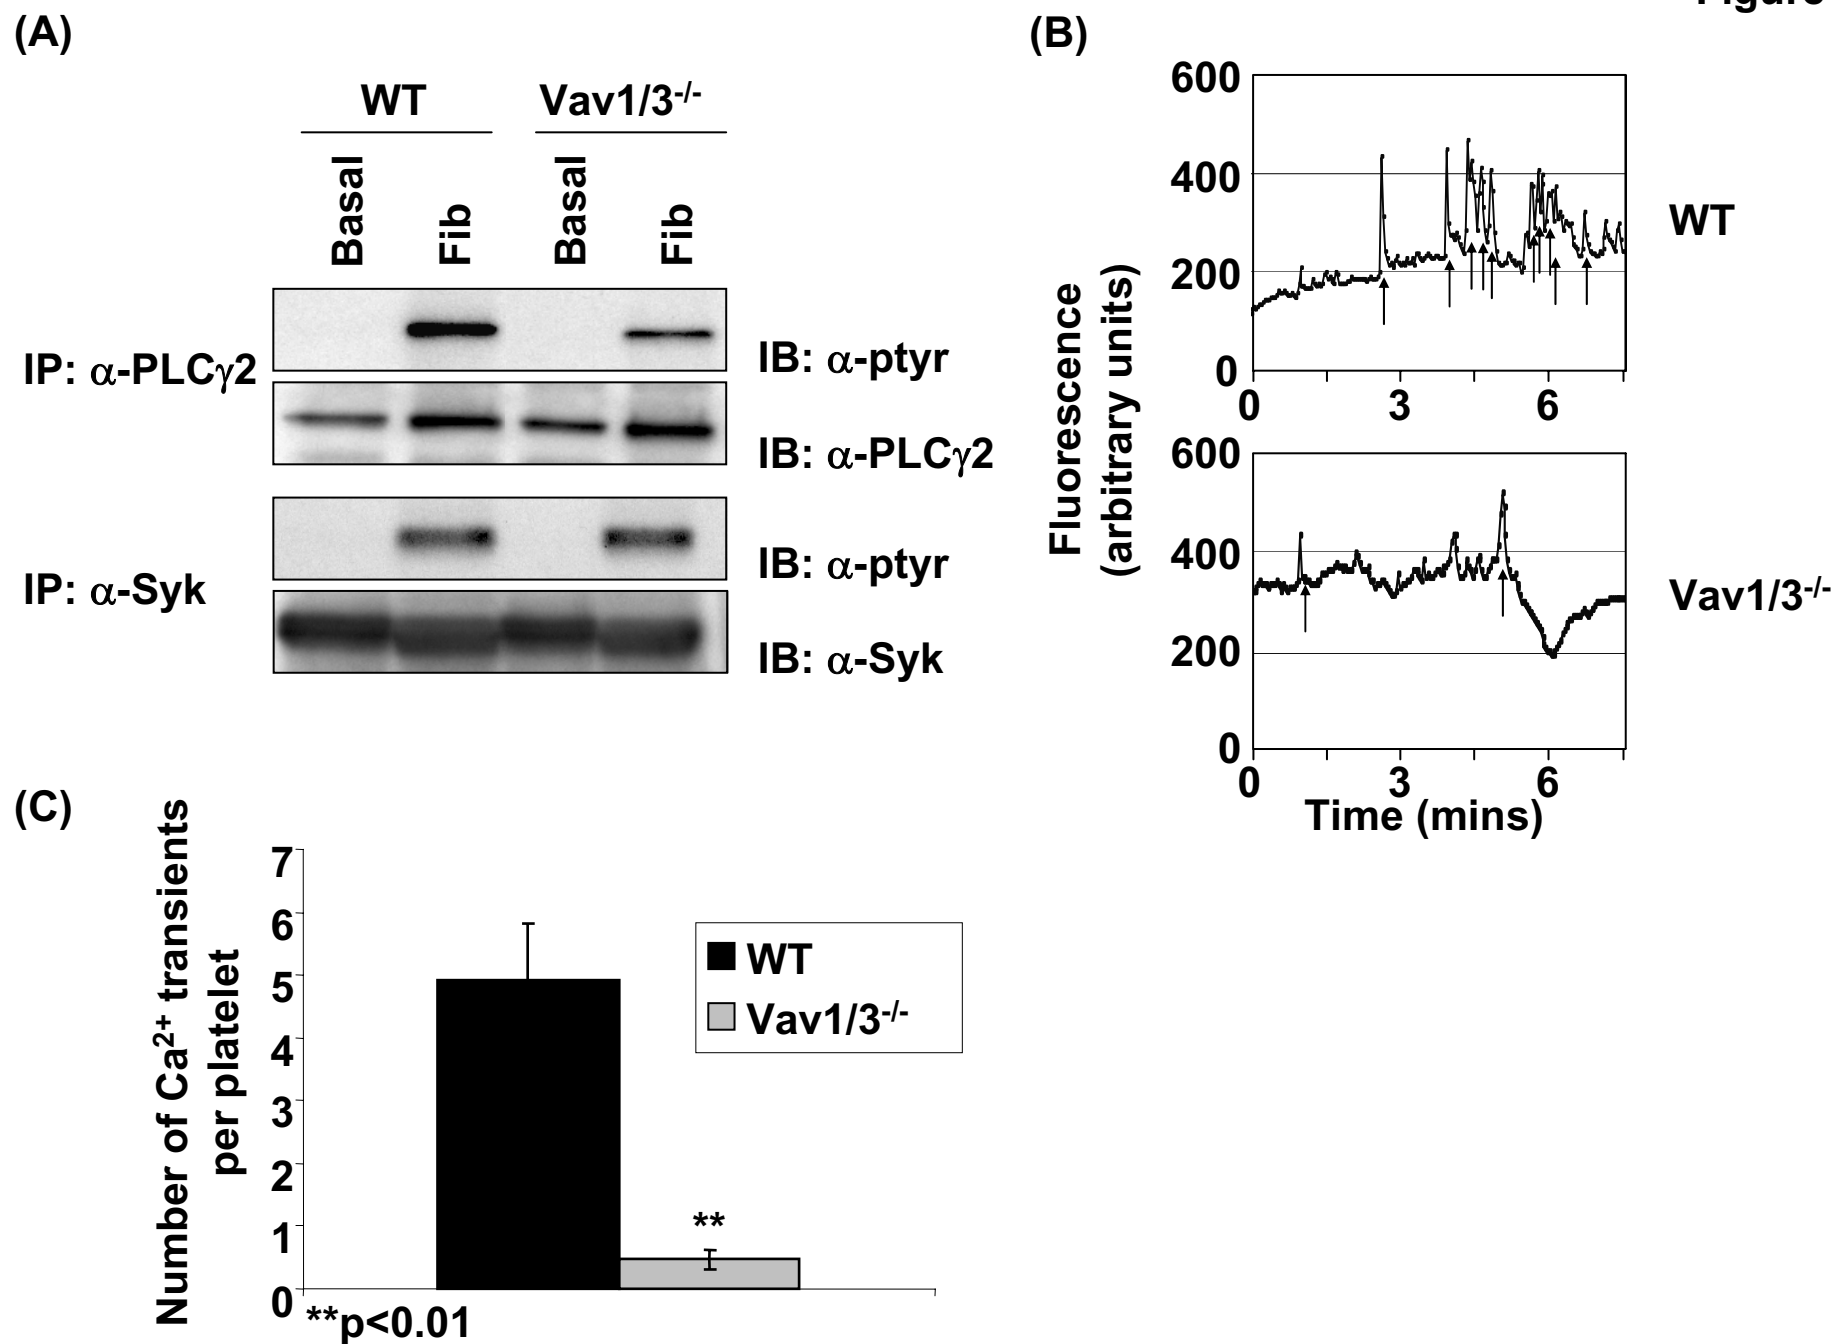 Figure
(A)
WT
Vav1/3-/-
Basal
Fib
Basal
Fib
IP: α-PLCγ2
IB: α-ptyr
IB: α-PLCγ2
IP: α-Syk
IB: α-ptyr
IB: α-Syk
(B)
Fluorescence
(arbitrary units)
600
400
200
0
0
3
6
WT
600
400
200
0
0
3
6
Vav1/3-/-
Time (mins)
(C)
Number of Ca2+ transients
per platelet
7
6
5
4
3
2
1
0
WT
Vav1/3-/-
**
**p<0.01